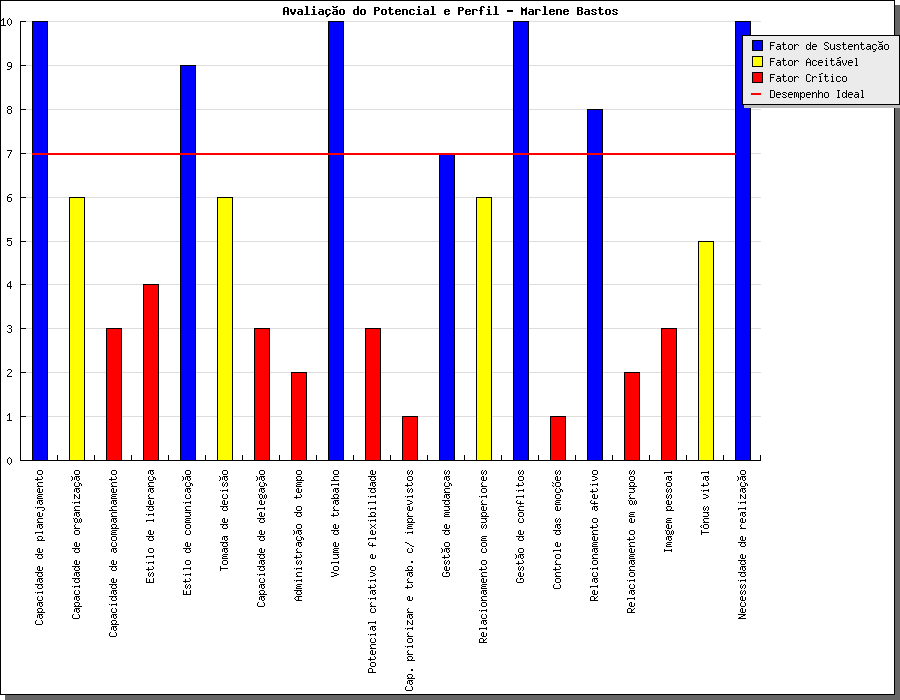 Avaliação do Potencial e Perfil - Marlene Bastos
Fator de Sustentação
Fator Aceitável
Fator Crítico
Desempenho Ideal
10
9
8
7
6
5
4
3
2
1
0
Capacidade de planejamento
Capacidade de organização
Capacidade de acompanhamento
Estilo de liderança
Estilo de comunicação
Tomada de decisão
Capacidade de delegação
Administração do tempo
Volume de trabalho
Potencial criativo e flexibilidade
Cap. priorizar e trab. c/ imprevistos
Gestão de mudanças
Relacionamento com superiores
Gestão de conflitos
Controle das emoções
Relacionamento afetivo
Relacionamento em grupos
Imagem pessoal
Tônus vital
Necessidade de realização